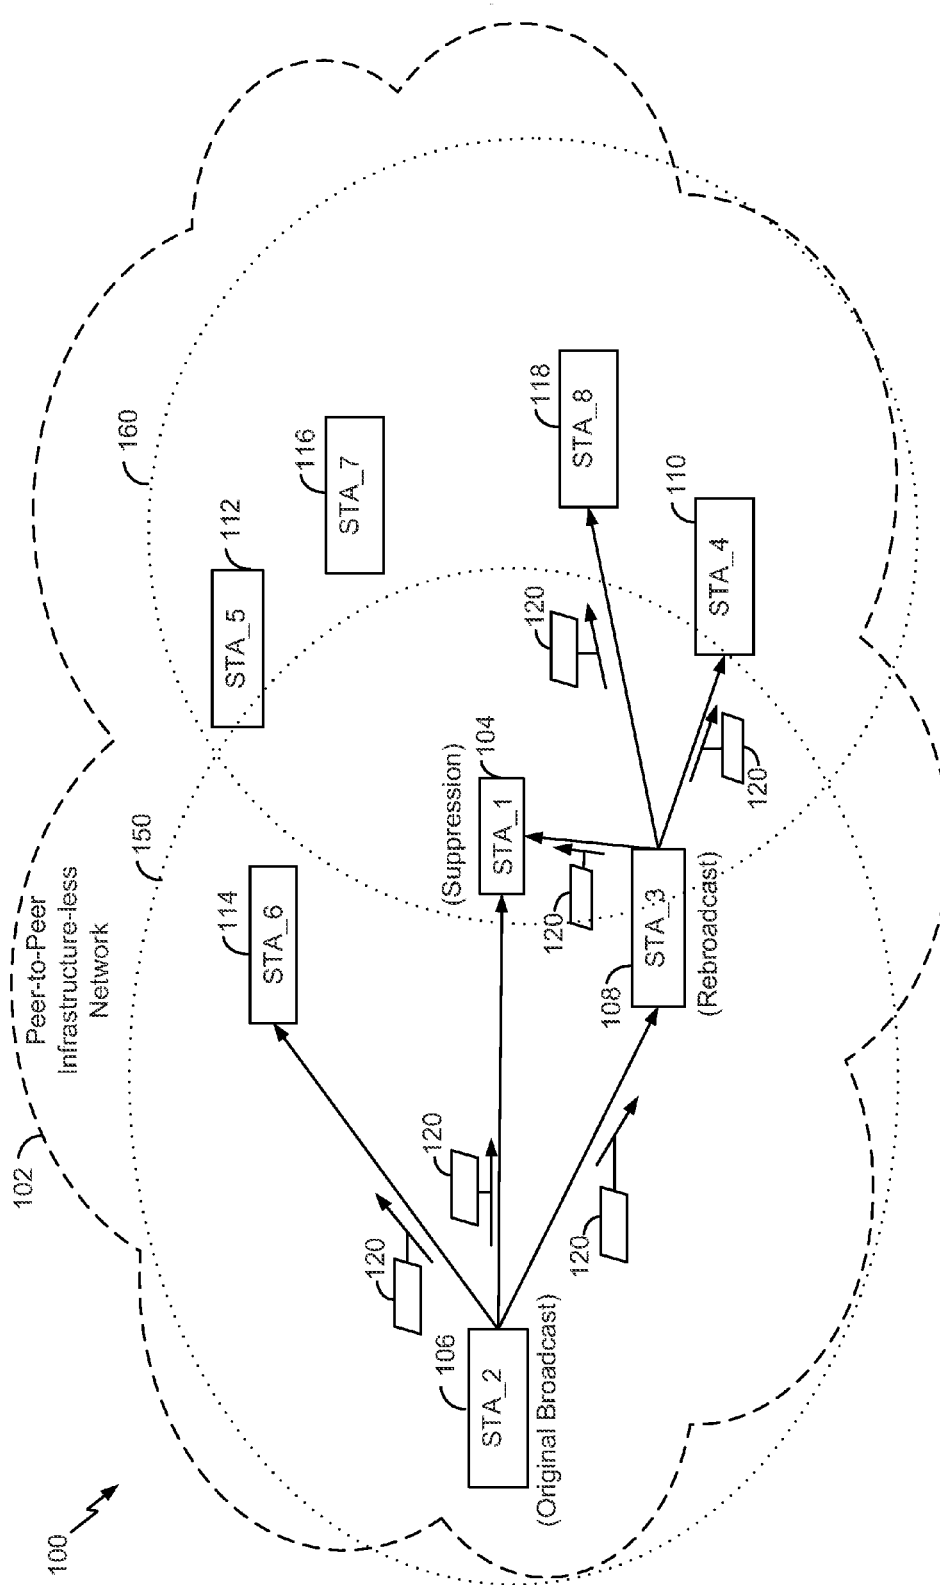 100
102
Peer-to-Peer
Infrastructure-less
Network
150
160
114
STA_6
112
STA_5
116
STA_7
106
STA_2
(Original Broadcast)
120
120
120
(Suppression)
104
STA_1
120
108
STA_3
(Rebroadcast)
120
120
118
STA_8
110
STA_4